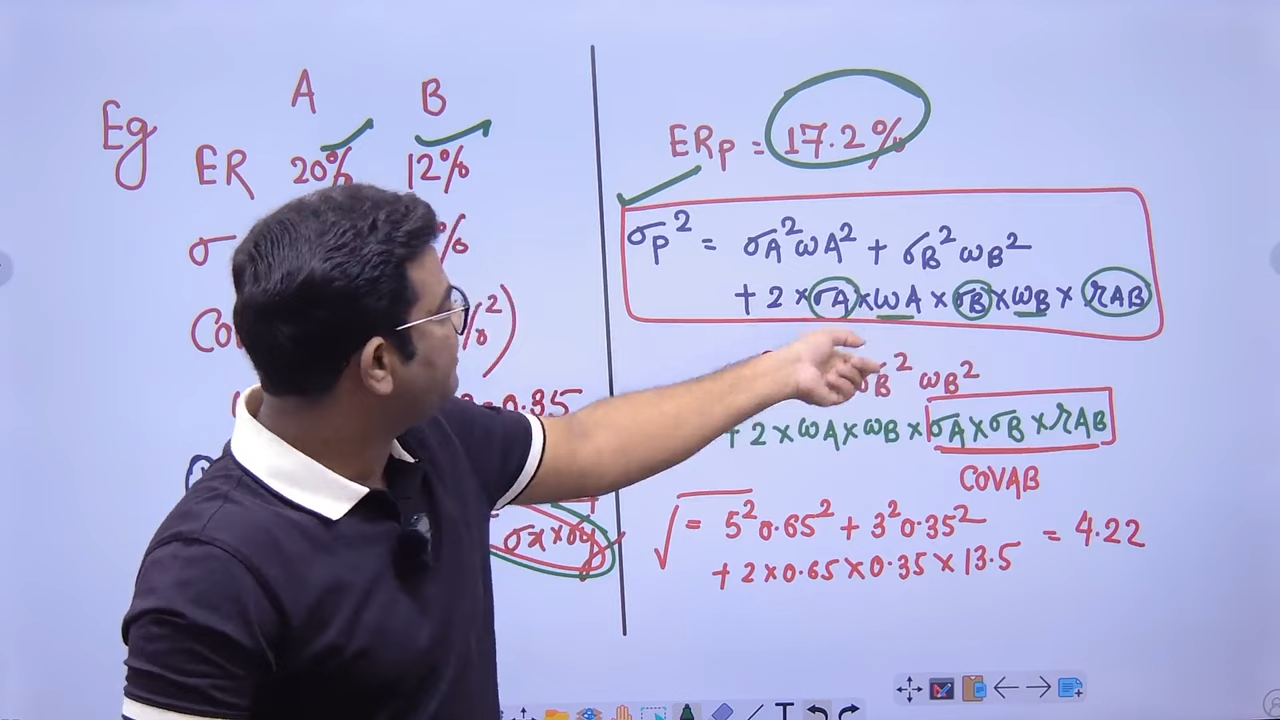 A B
Eg
ER 20% 12%
σ %
Co %²)
= 0.35
σx×σy
ERp = 17.2%
σp² = σA²ωA² + σB²ωB²
+ 2 × σA × ωA × σB × ωB × rAB
σB² ωB²
+ 2 × ωA × ωB × σA × σB × rAB
COVAB
√= 5² 0.65² + 3² 0.35² = 4.22
+ 2 × 0.65 × 0.35 × 13.5